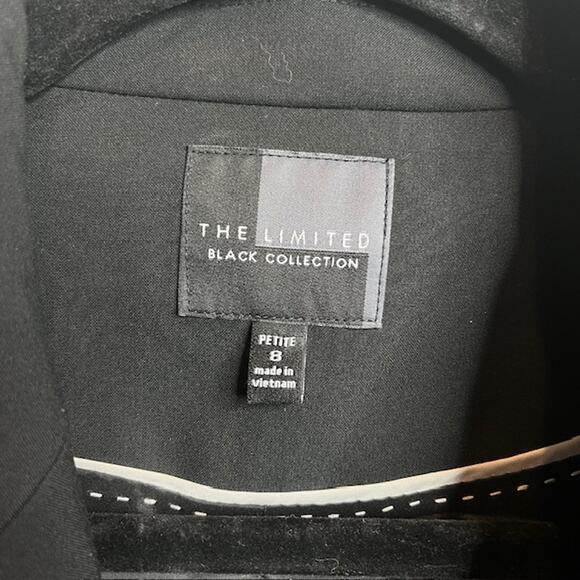 THE LIMITED
BLACK COLLECTION
PETITE
8
made in
vietnam